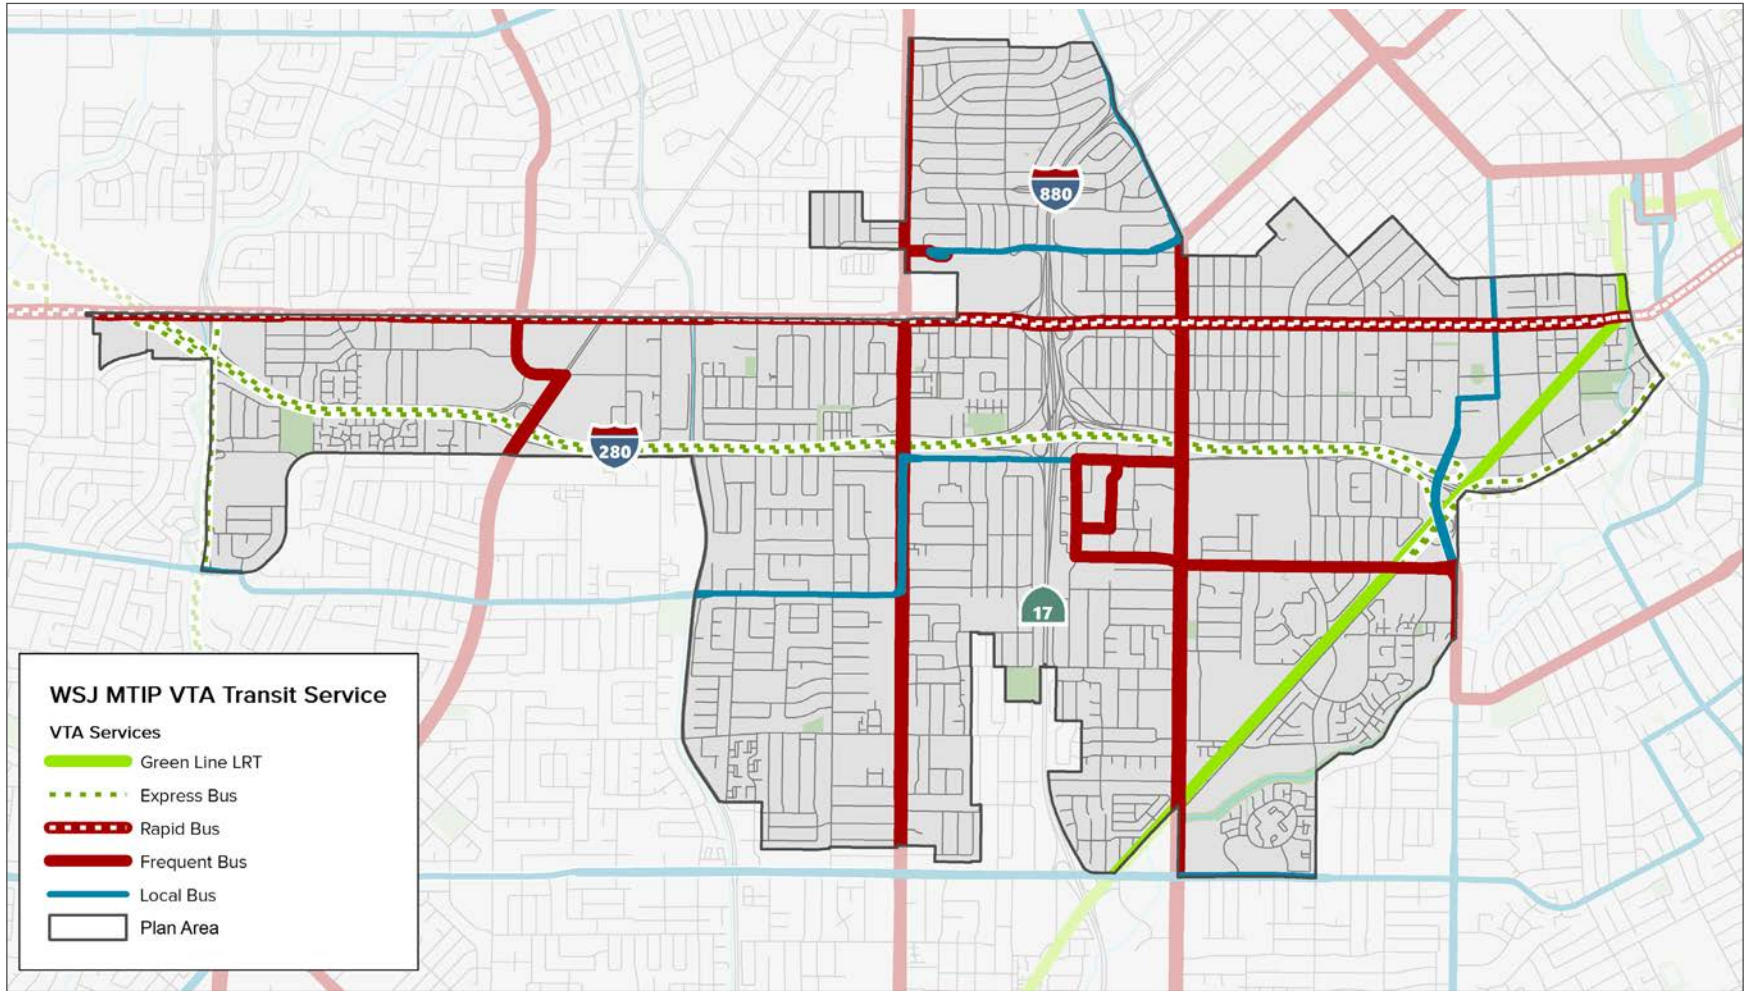 880
280
17
WSJ MTIP VTA Transit Service
VTA Services
Green Line LRT
Express Bus
Rapid Bus
Frequent Bus
Local Bus
Plan Area